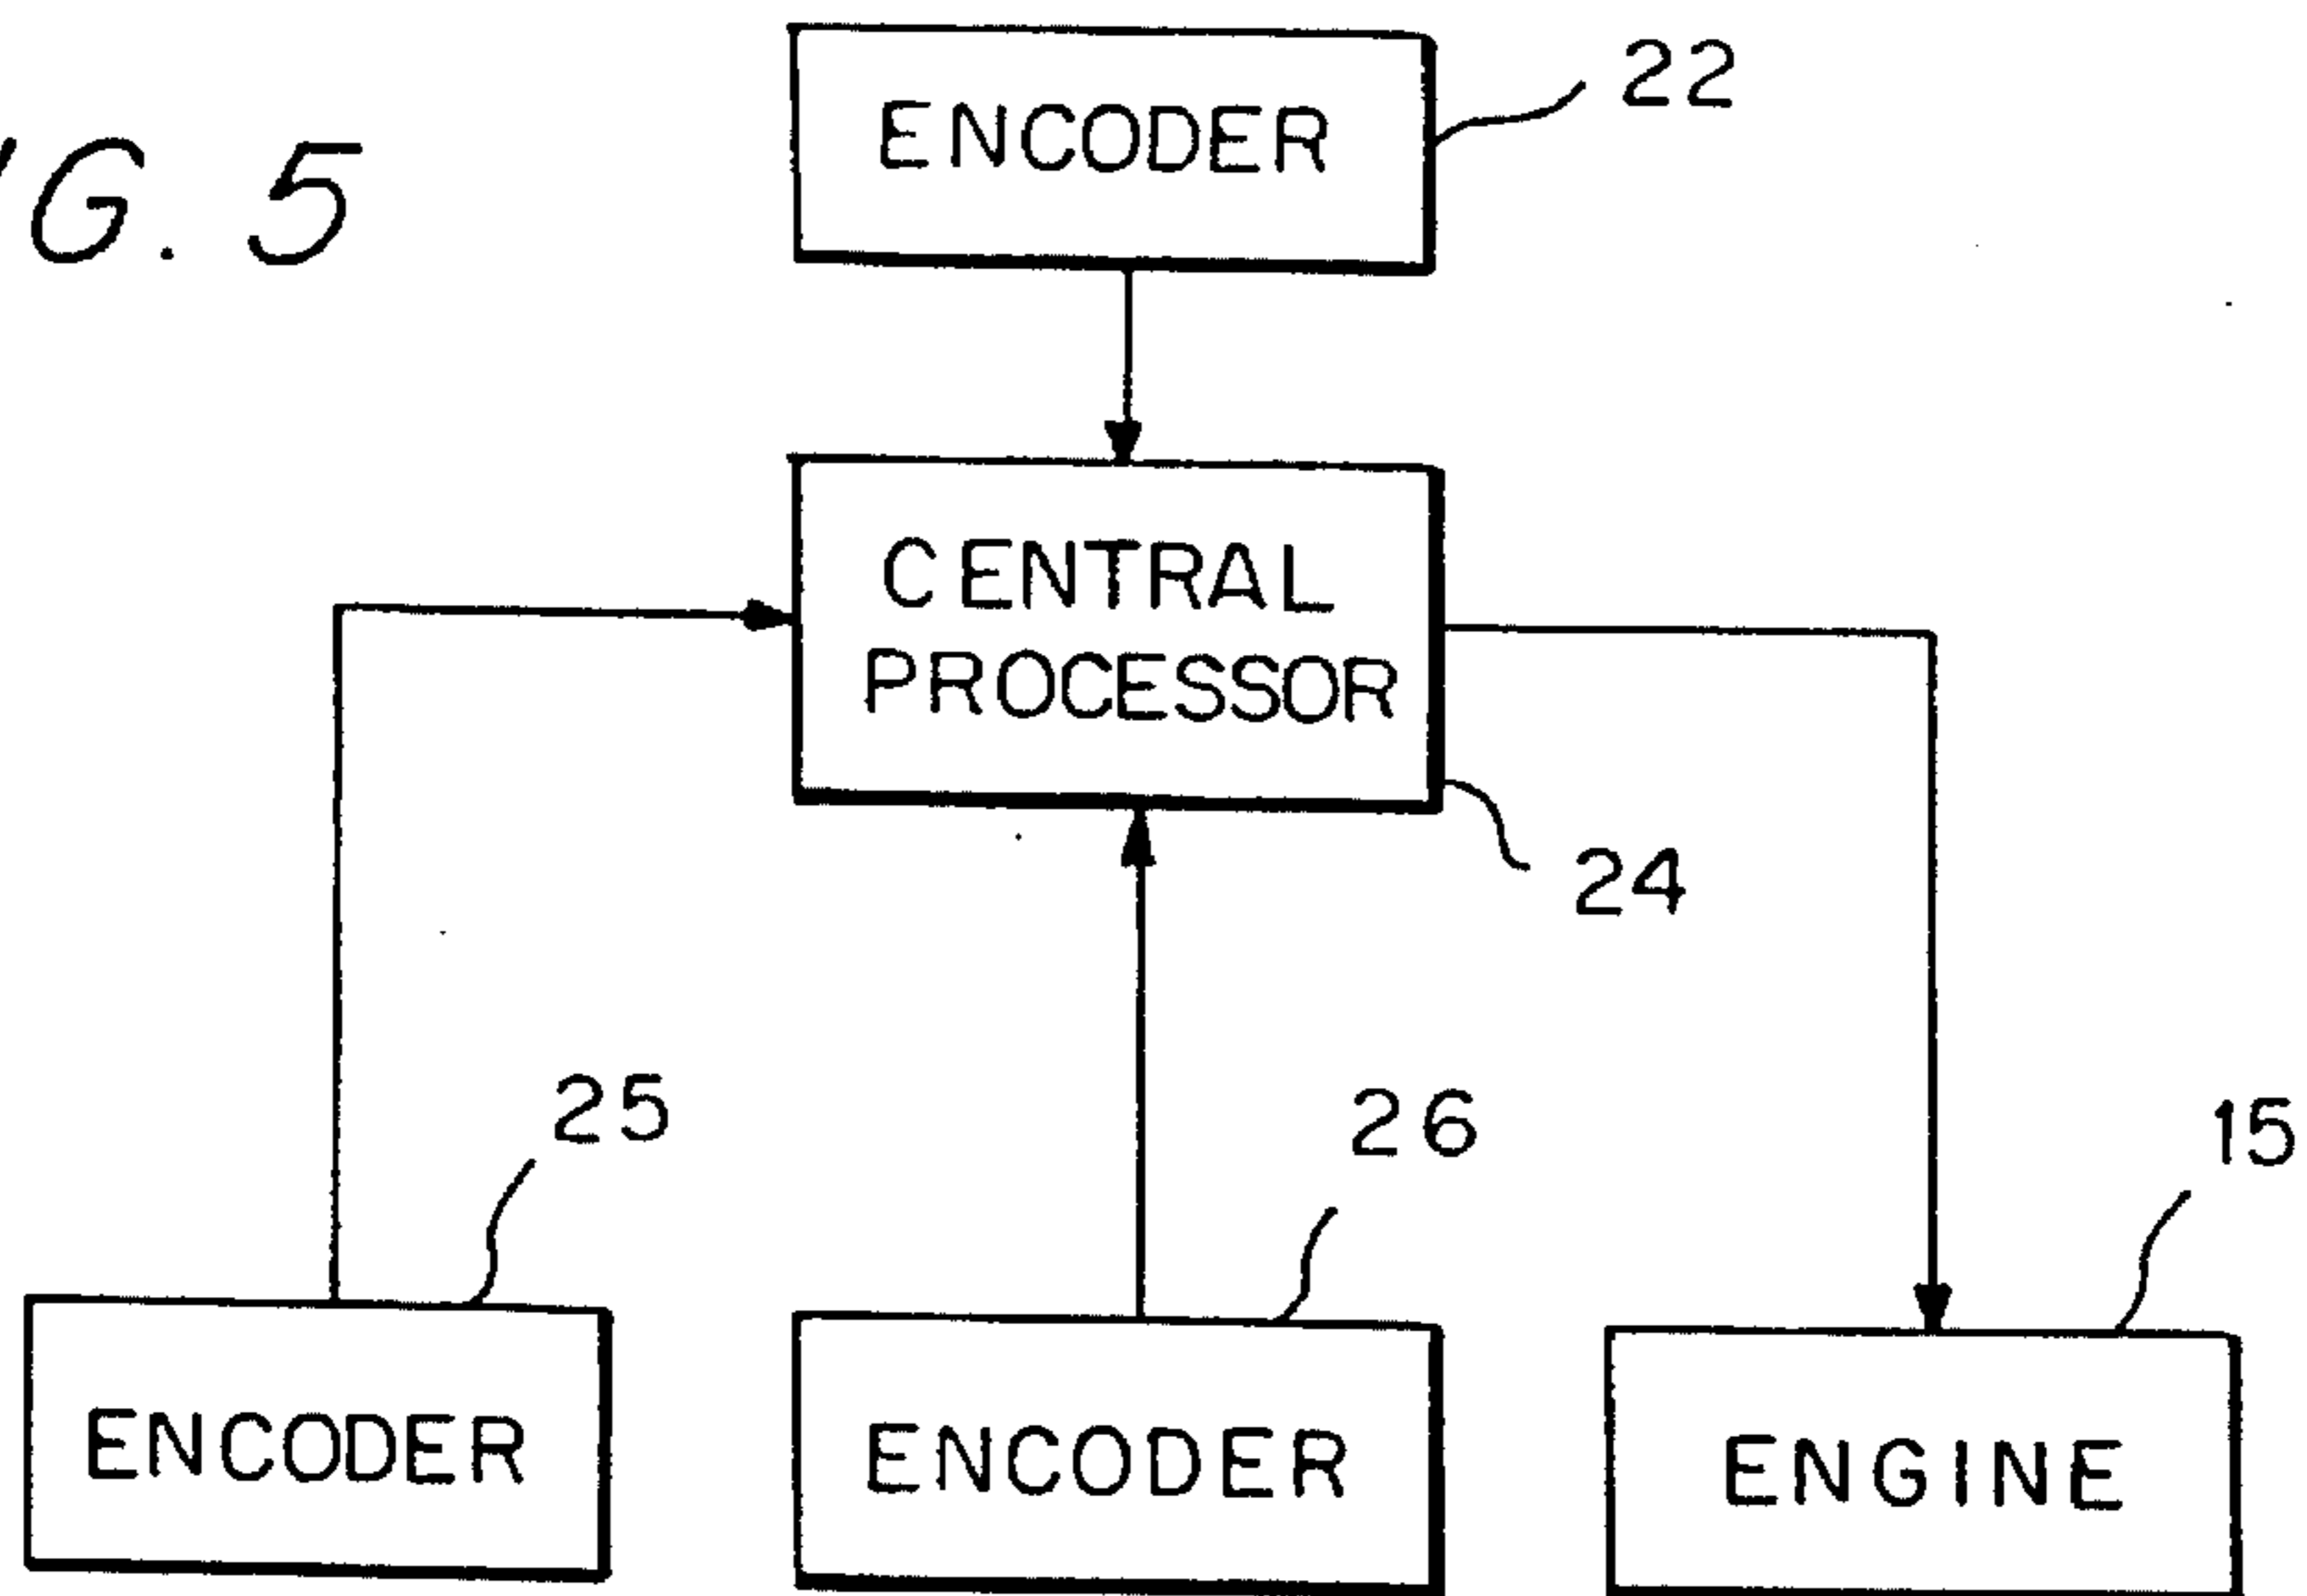 G. 5
ENCODER
22
CENTRAL
PROCESSOR
24
25
26
15
ENCODER
ENCODER
ENGINE